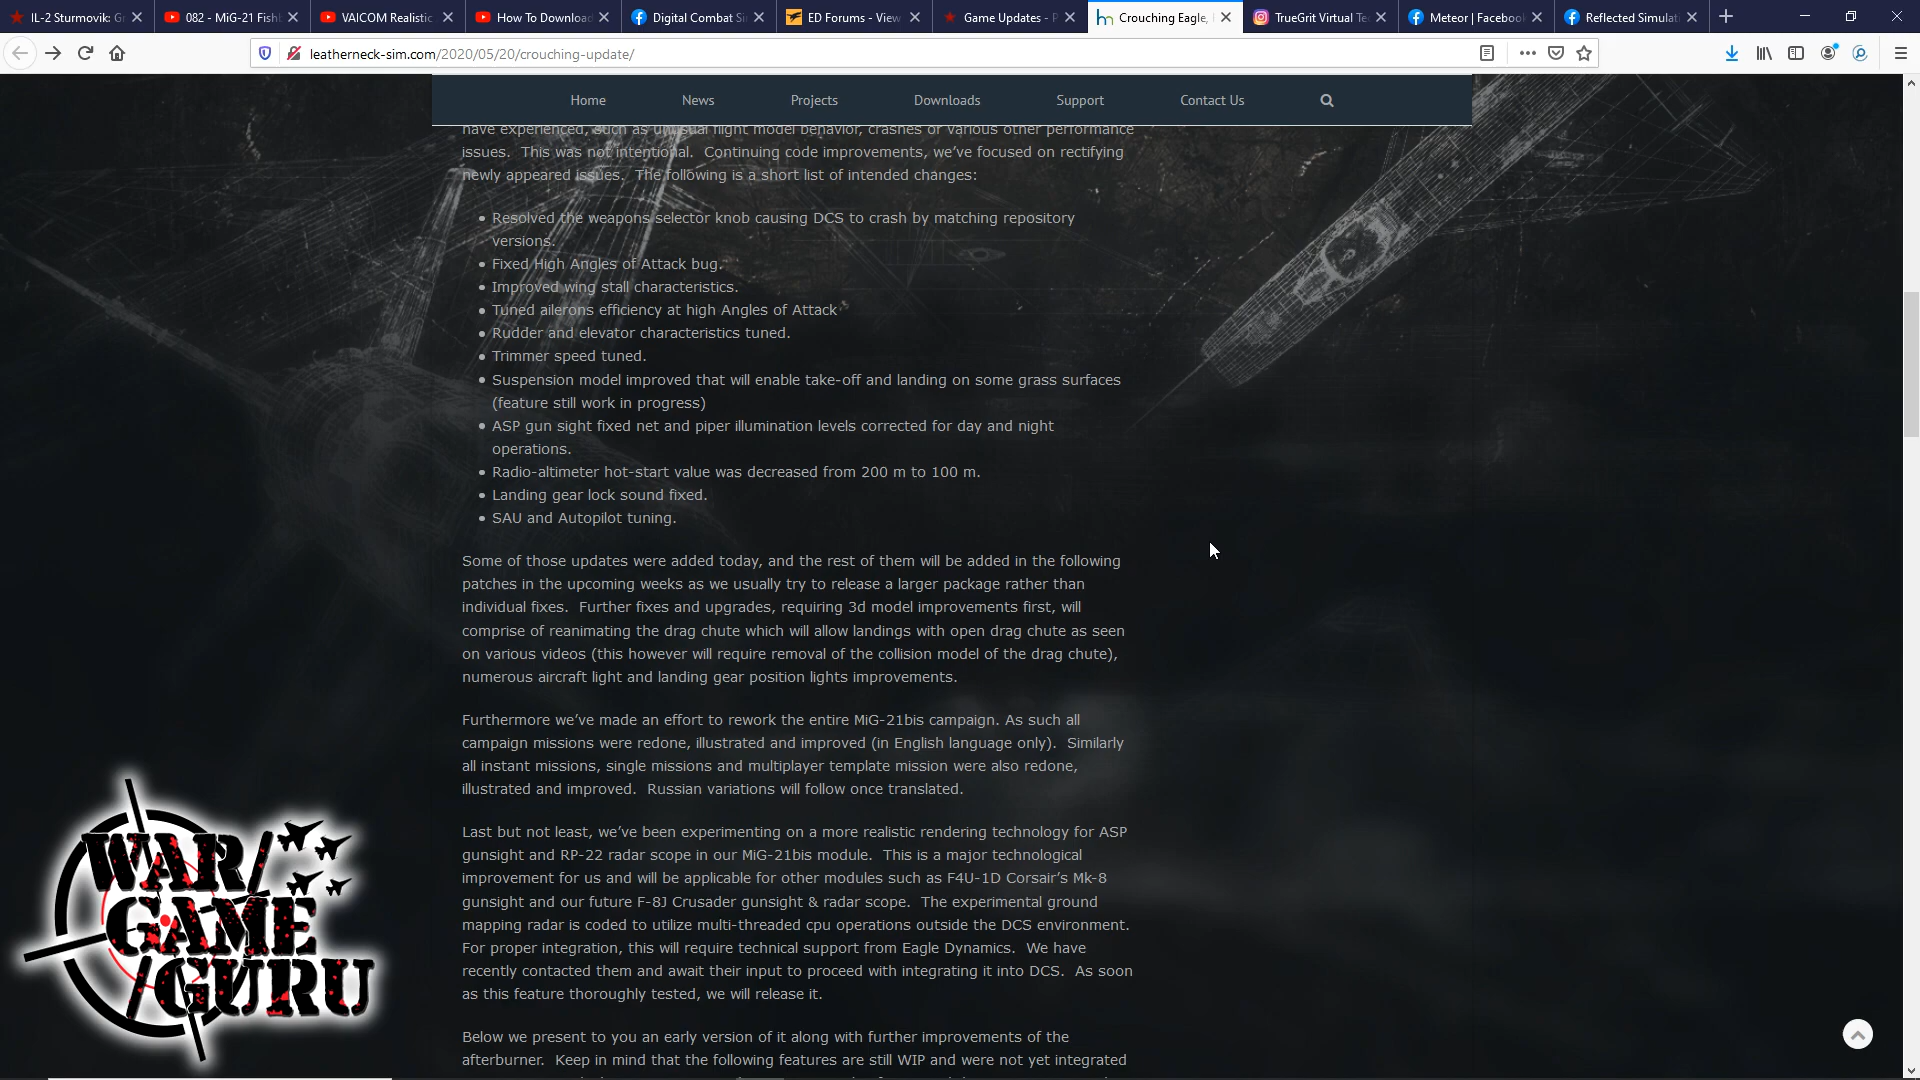 IL-2 Sturmovik: Gr
082 - MiG-21 Fishb
VAICOM Realistic
How To Download
Digital Combat Si
ED Forums - View
Game Updates - P
Crouching Eagle,
TrueGrit Virtual Te
Meteor | Facebook
Reflected Simulat
leatherneck-sim.com/2020/05/20/crouching-update/
Home
News
Projects
Downloads
Support
Contact Us
have experienced, such as unusual flight model behavior, crashes or various other performance
issues. This was not intentional. Continuing code improvements, we've focused on rectifying
newly appeared issues. The following is a short list of intended changes:
• Resolved the weapons selector knob causing DCS to crash by matching repository
versions.
• Fixed High Angles of Attack bug.
• Improved wing stall characteristics.
• Tuned ailerons efficiency at high Angles of Attack
• Rudder and elevator characteristics tuned.
• Trimmer speed tuned.
• Suspension model improved that will enable take-off and landing on some grass surfaces
(feature still work in progress)
• ASP gun sight fixed net and piper illumination levels corrected for day and night
operations.
• Radio-altimeter hot-start value was decreased from 200 m to 100 m.
• Landing gear lock sound fixed.
• SAU and Autopilot tuning.
Some of those updates were added today, and the rest of them will be added in the following
patches in the upcoming weeks as we usually try to release a larger package rather than
individual fixes. Further fixes and upgrades, requiring 3d model improvements first, will
comprise of reanimating the drag chute which will allow landings with open drag chute as seen
on various videos (this however will require removal of the collision model of the drag chute),
numerous aircraft light and landing gear position lights improvements.
Furthermore we've made an effort to rework the entire MiG-21bis campaign. As such all
campaign missions were redone, illustrated and improved (in English language only). Similarly
all instant missions, single missions and multiplayer template mission were also redone,
illustrated and improved. Russian variations will follow once translated.
Last but not least, we've been experimenting on a more realistic rendering technology for ASP
gunsight and RP-22 radar scope in our MiG-21bis module. This is a major technological
improvement for us and will be applicable for other modules such as F4U-1D Corsair's Mk-8
gunsight and our future F-8J Crusader gunsight & radar scope. The experimental ground
mapping radar is coded to utilize multi-threaded cpu operations outside the DCS environment.
For proper integration, this will require technical support from Eagle Dynamics. We have
recently contacted them and await their input to proceed with integrating it into DCS. As soon
as this feature thoroughly tested, we will release it.
Below we present to you an early version of it along with further improvements of the
afterburner. Keep in mind that the following features are still WIP and were not yet integrated
WAR/
GAME
/GURU